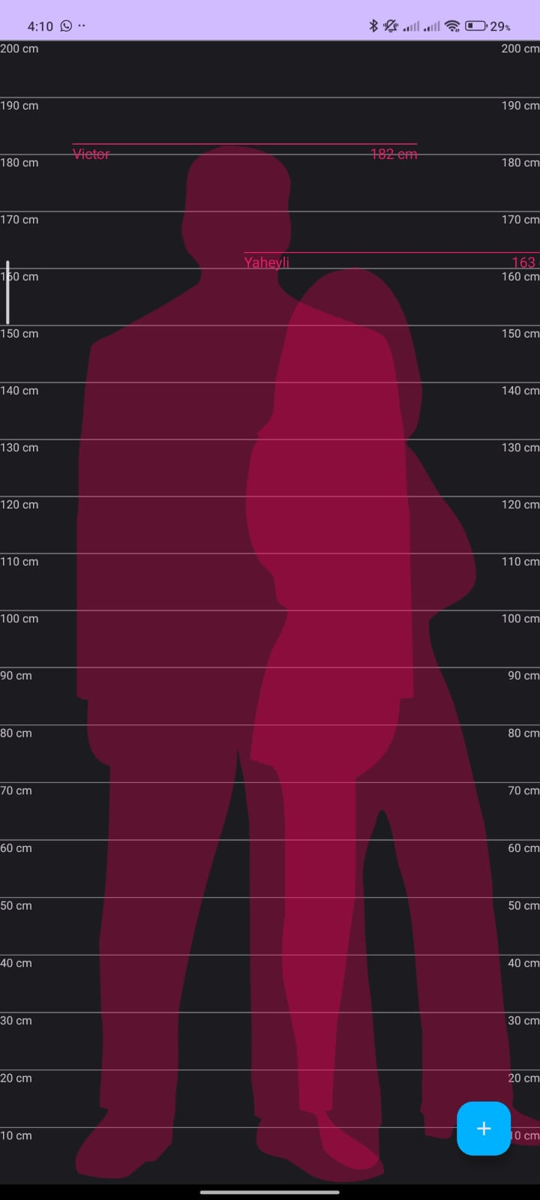 4:10 29%
200 cm 200 cm
190 cm 190 cm
Victor 182 cm
180 cm 180 cm
170 cm 170 cm
Yaheyli 163
160 cm 160 cm
150 cm 150 cm
140 cm 140 cm
130 cm 130 cm
120 cm 120 cm
110 cm 110 cm
100 cm 100 cm
90 cm 90 cm
80 cm 80 cm
70 cm 70 cm
60 cm 60 cm
50 cm 50 cm
40 cm 40 cm
30 cm 30 cm
20 cm 20 cm
10 cm 10 cm
+